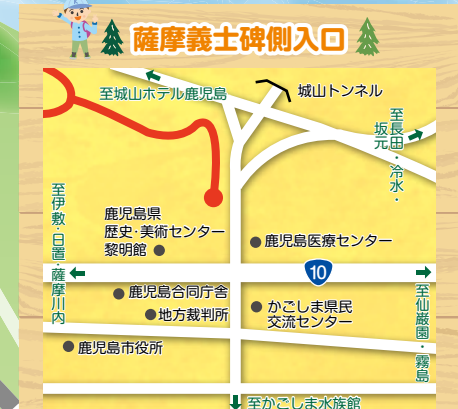 薩摩義士碑側入口
至城山ホテル鹿児島
城山トンネル
至長田・冷水・
坂元
鹿児島県
歴史・美術センター
黎明館
鹿児島医療センター
至伊敷・日置・薩摩川内
10
鹿児島合同庁舎
地方裁判所
かごしま県民
交流センター
至仙巌園・霧島
鹿児島市役所
至かごしま水族館